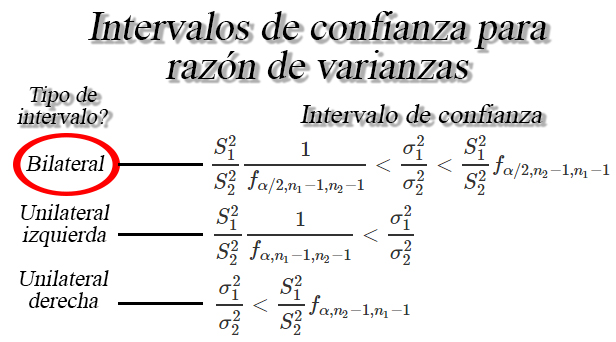 Intervalos de confianza para
razón de varianzas
Tipo de
intervalo?
Intervalo de confianza
Bilateral
\frac{S_1^2}{S_2^2} \frac{1}{f_{\alpha/2,n_1-1,n_2-1}} < \frac{\sigma_1^2}{\sigma_2^2} < \frac{S_1^2}{S_2^2} f_{\alpha/2,n_2-1,n_1-1}
Unilateral
izquierda
\frac{S_1^2}{S_2^2} \frac{1}{f_{\alpha,n_1-1,n_2-1}} < \frac{\sigma_1^2}{\sigma_2^2}
Unilateral
derecha
\frac{\sigma_1^2}{\sigma_2^2} < \frac{S_1^2}{S_2^2} f_{\alpha,n_2-1,n_1-1}